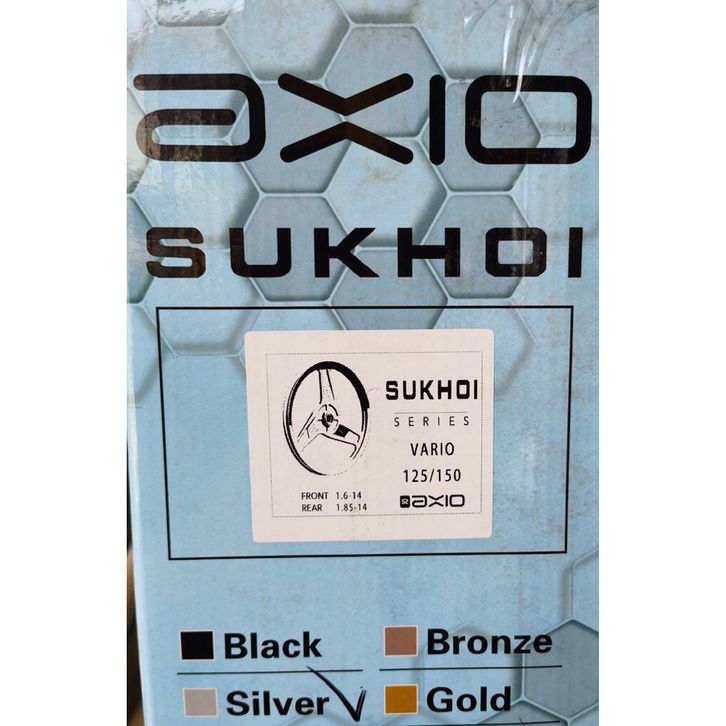 axio
SUKHOI
SUKHOI
SERIES
VARIO
125/150
FRONT 1.6-14
REAR 1.85-14
axio
Black
Bronze
Silver
Gold